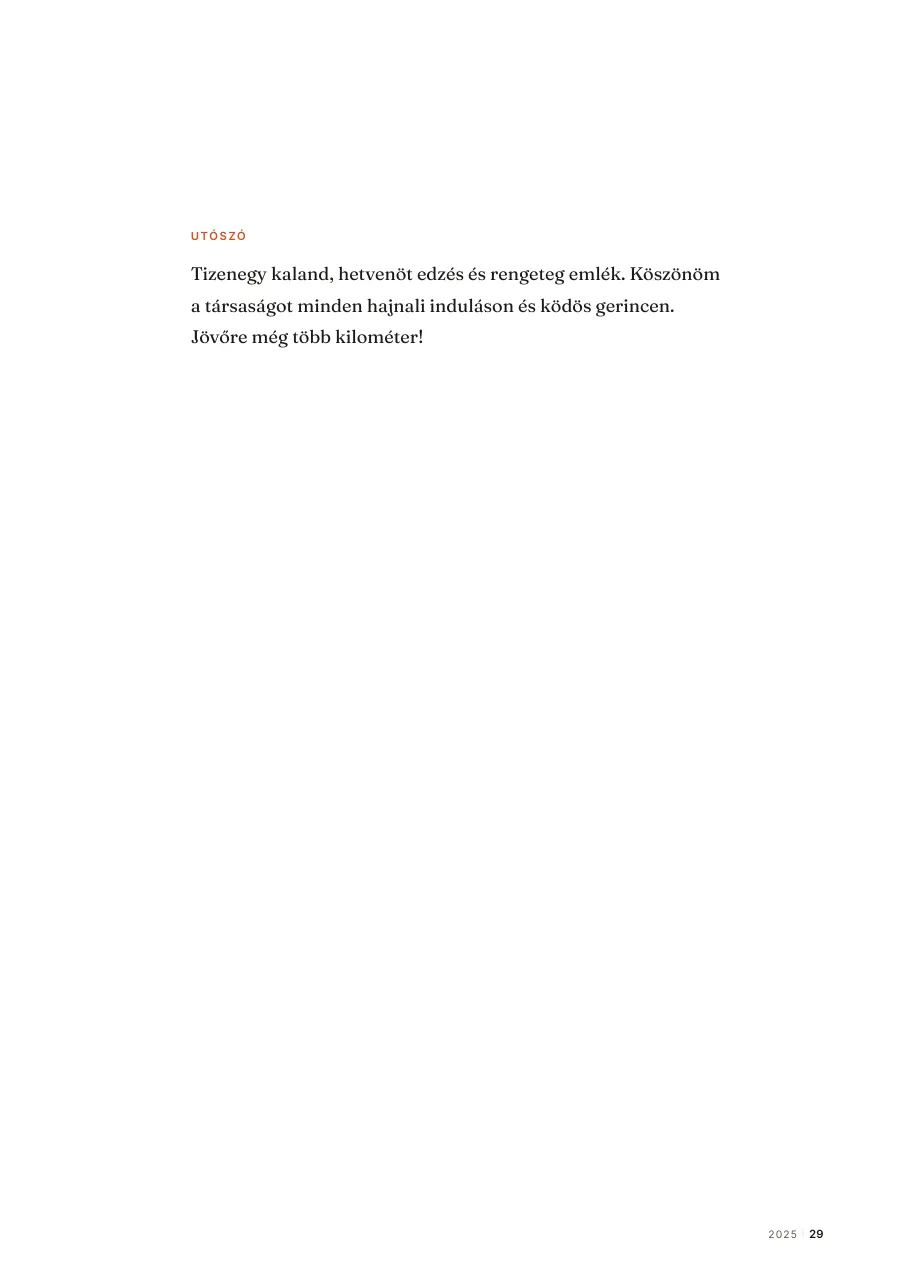 UTÓSZÓ
Tizenegy kaland, hetvenöt edzés és rengeteg emlék. Köszönöm
a társaságot minden hajnali induláson és ködös gerincen.
Jövőre még több kilométer!
2025 | 29